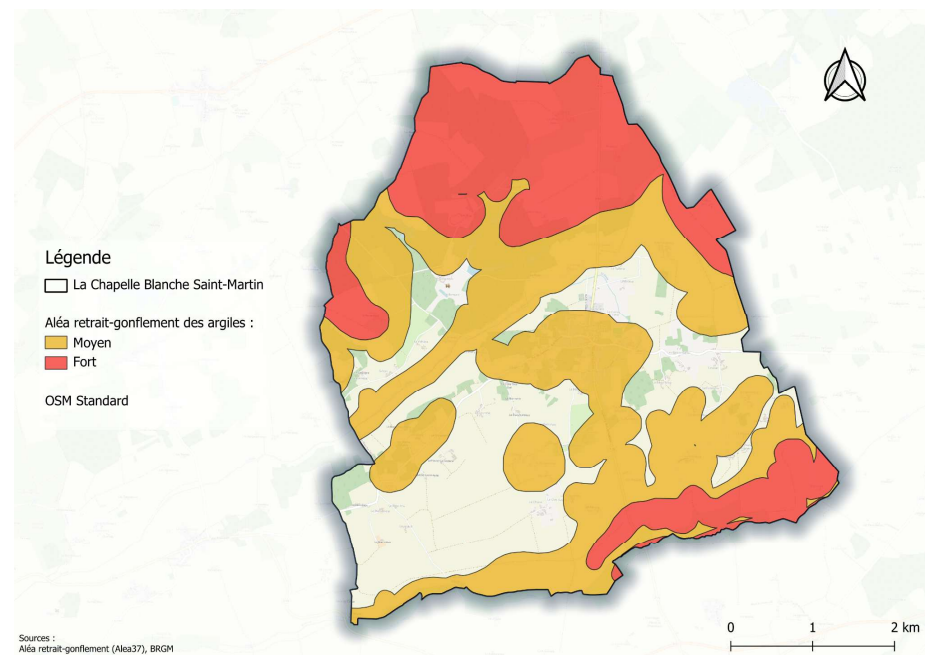 Légende
La Chapelle Blanche Saint-Martin
Aléa retrait-gonflement des argiles :
Moyen
Fort
OSM Standard
0 1 2 km
Sources :
Aléa retrait-gonflement (Alea37), BRGM